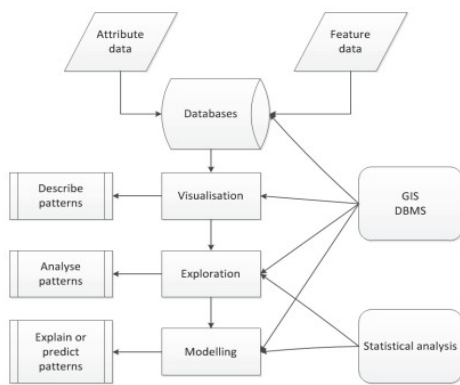 Attribute
data
Feature
data
Databases
Describe
patterns
Visualisation
GIS
DBMS
Analyse
patterns
Exploration
Explain or
predict
patterns
Modelling
Statistical analysis